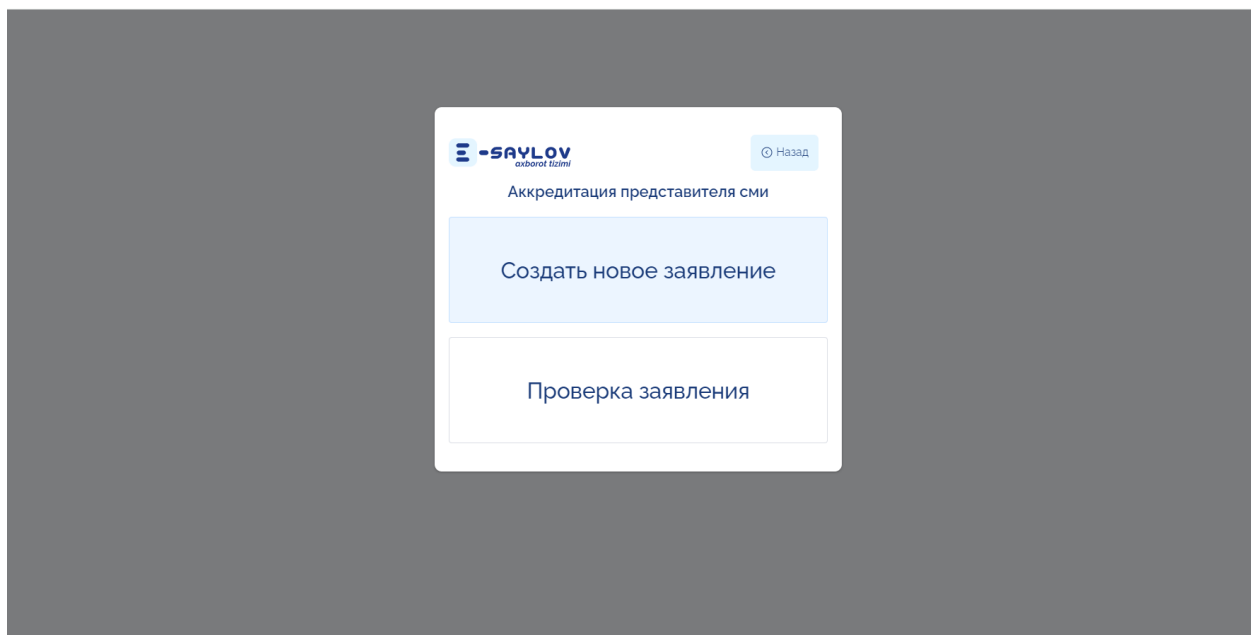 E-SAYLOV
axborot tizimi
Назад
Аккредитация представителя сми
Создать новое заявление
Проверка заявления